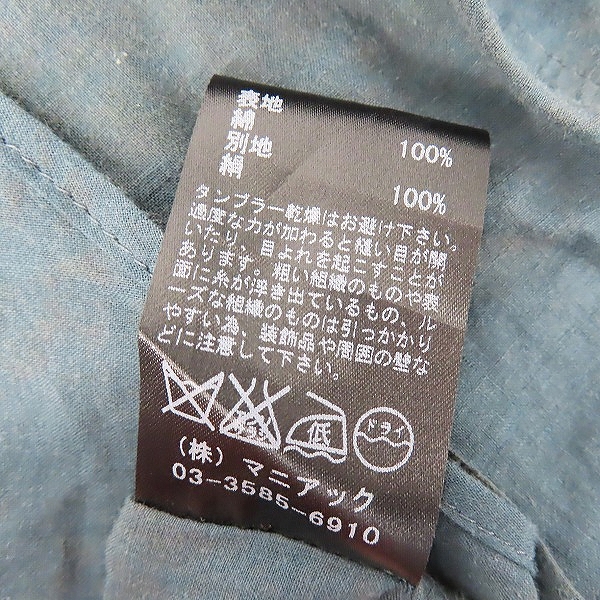 表地
綿 100%
別地
絹 100%
タンブラー乾燥はお避け下さい。
過度な力が加わると縫い目が開
いたり、目よれを起こすことが
あります。粗い組織のものや表
面に糸が浮き出ているもの、ル
ーズな組織のものは引っかかり
やすい為、装飾品や周囲の壁な
どに注意して下さい。
低 ドライ
(株) マニアック
03-3585-6910